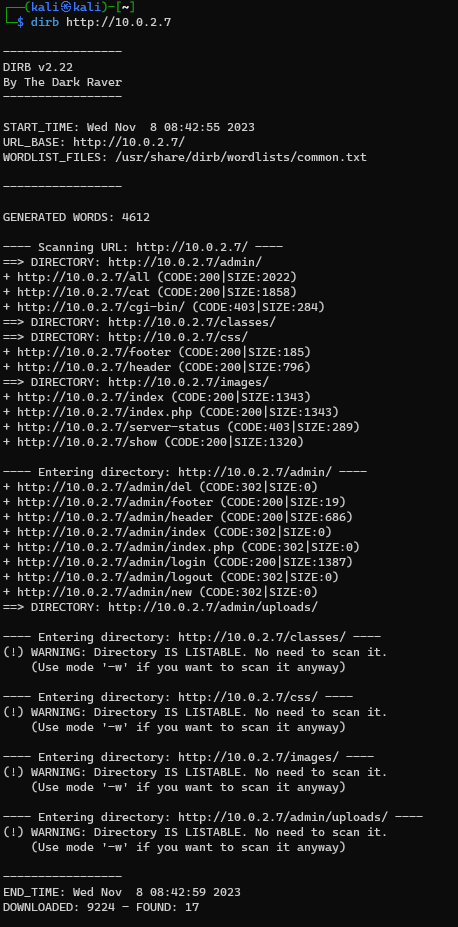 ┌──(kali㉿kali)-[~]
└─$ dirb http://10.0.2.7

-----------------
DIRB v2.22
By The Dark Raver
-----------------

START_TIME: Wed Nov  8 08:42:55 2023
URL_BASE: http://10.0.2.7/
WORDLIST_FILES: /usr/share/dirb/wordlists/common.txt

-----------------

GENERATED WORDS: 4612

---- Scanning URL: http://10.0.2.7/ ----
==> DIRECTORY: http://10.0.2.7/admin/
+ http://10.0.2.7/all (CODE:200|SIZE:2022)
+ http://10.0.2.7/cat (CODE:200|SIZE:1858)
+ http://10.0.2.7/cgi-bin/ (CODE:403|SIZE:284)
==> DIRECTORY: http://10.0.2.7/classes/
==> DIRECTORY: http://10.0.2.7/css/
+ http://10.0.2.7/footer (CODE:200|SIZE:185)
+ http://10.0.2.7/header (CODE:200|SIZE:796)
==> DIRECTORY: http://10.0.2.7/images/
+ http://10.0.2.7/index (CODE:200|SIZE:1343)
+ http://10.0.2.7/index.php (CODE:200|SIZE:1343)
+ http://10.0.2.7/server-status (CODE:403|SIZE:289)
+ http://10.0.2.7/show (CODE:200|SIZE:1320)

---- Entering directory: http://10.0.2.7/admin/ ----
+ http://10.0.2.7/admin/del (CODE:302|SIZE:0)
+ http://10.0.2.7/admin/footer (CODE:200|SIZE:19)
+ http://10.0.2.7/admin/header (CODE:200|SIZE:686)
+ http://10.0.2.7/admin/index (CODE:302|SIZE:0)
+ http://10.0.2.7/admin/index.php (CODE:302|SIZE:0)
+ http://10.0.2.7/admin/login (CODE:200|SIZE:1387)
+ http://10.0.2.7/admin/logout (CODE:302|SIZE:0)
+ http://10.0.2.7/admin/new (CODE:302|SIZE:0)
==> DIRECTORY: http://10.0.2.7/admin/uploads/

---- Entering directory: http://10.0.2.7/classes/ ----
(!) WARNING: Directory IS LISTABLE. No need to scan it.
    (Use mode '-w' if you want to scan it anyway)

---- Entering directory: http://10.0.2.7/css/ ----
(!) WARNING: Directory IS LISTABLE. No need to scan it.
    (Use mode '-w' if you want to scan it anyway)

---- Entering directory: http://10.0.2.7/images/ ----
(!) WARNING: Directory IS LISTABLE. No need to scan it.
    (Use mode '-w' if you want to scan it anyway)

---- Entering directory: http://10.0.2.7/admin/uploads/ ----
(!) WARNING: Directory IS LISTABLE. No need to scan it.
    (Use mode '-w' if you want to scan it anyway)

-----------------
END_TIME: Wed Nov  8 08:42:59 2023
DOWNLOADED: 9224 - FOUND: 17